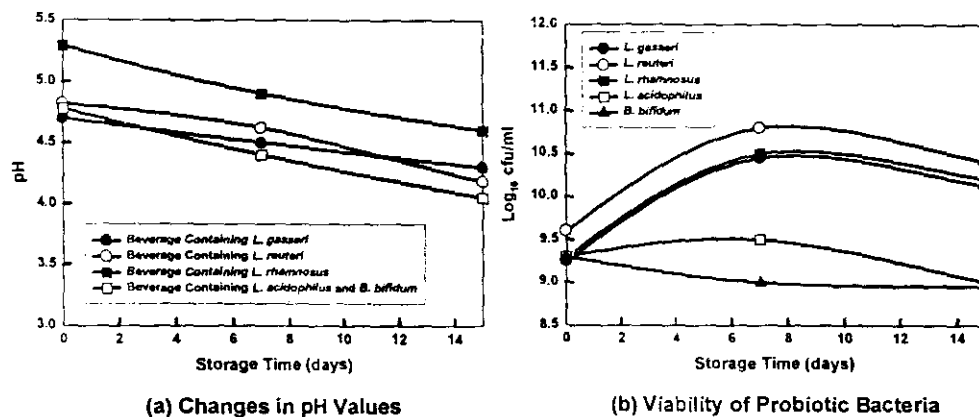 5.5
5.0
4.5
4.0
3.5
3.0
pH
0 2 4 6 8 10 12 14
Storage Time (days)
Beverage Containing L. gasseri
Beverage Containing L. reuteri
Beverage Containing L. rhamnosus
Beverage Containing L. acidophilus and B. bifidum
(a) Changes in pH Values
12.0
11.5
11.0
10.5
10.0
9.5
9.0
8.5
Log10 cfu/ml
0 2 4 6 8 10 12 14
Storage Time (days)
L. gasseri
L. reuteri
L. rhamnosus
L. acidophilus
B. bifidum
(b) Viability of Probiotic Bacteria